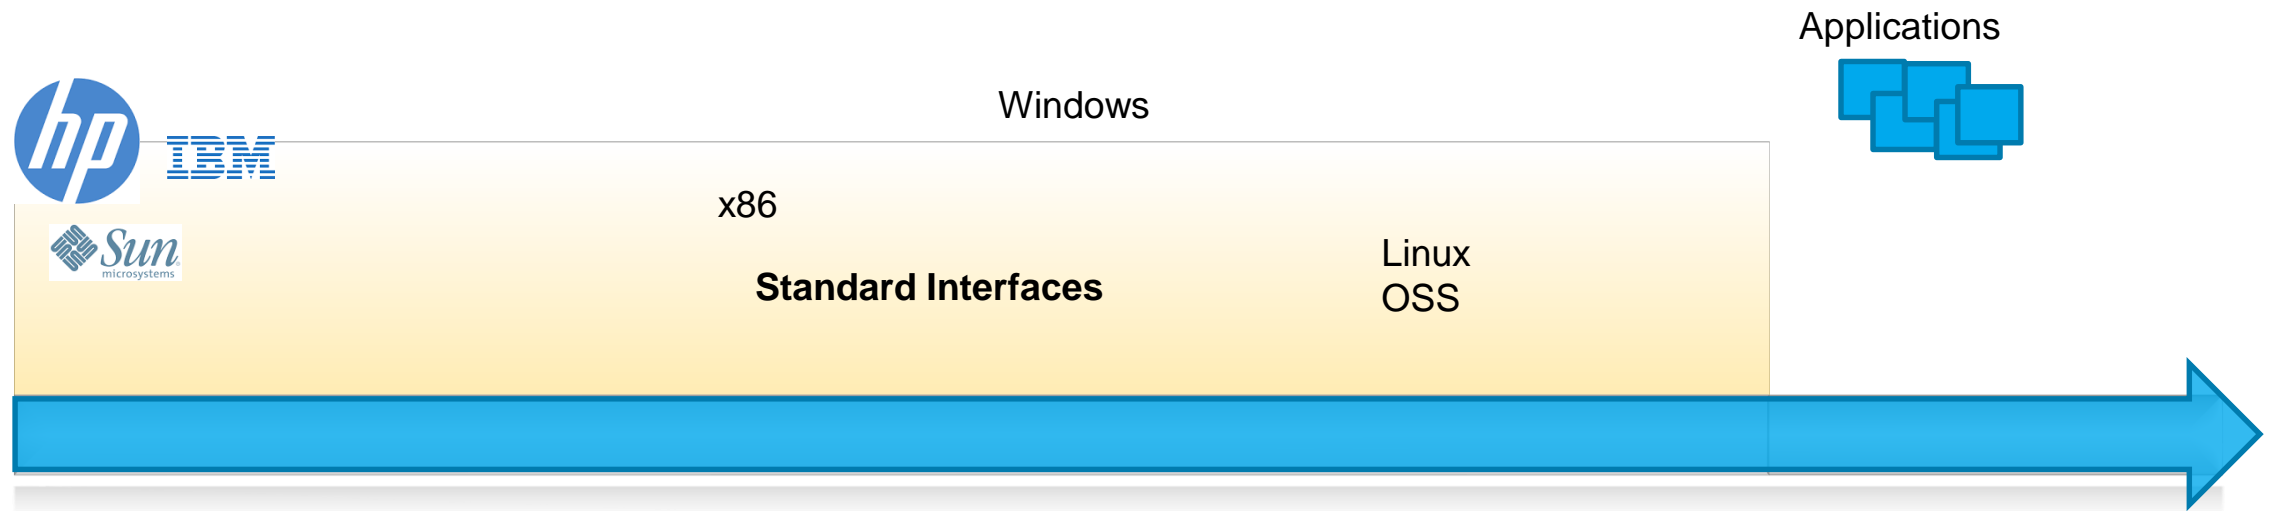 Applications
Windows
hp
IBM
x86
Sun
microsystems
Linux
Standard Interfaces
OSS